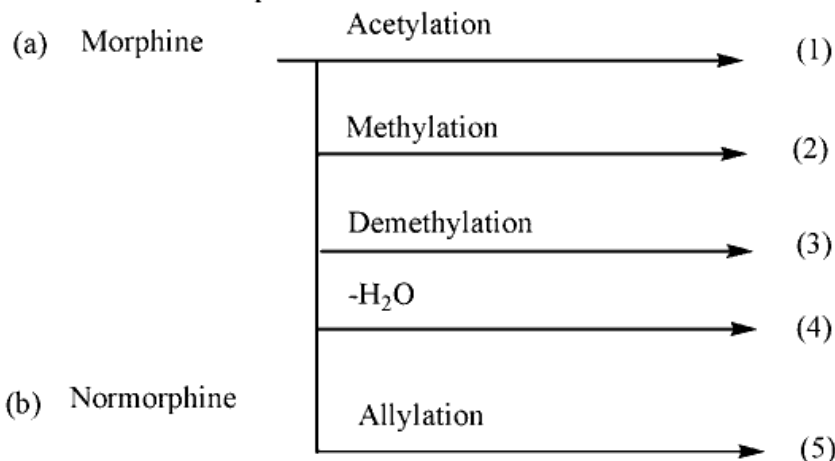 Acetylation
(a) Morphine (1)
Methylation
(2)
Demethylation
(3)
-H₂O
(4)
(b) Normorphine
Allylation
(5)